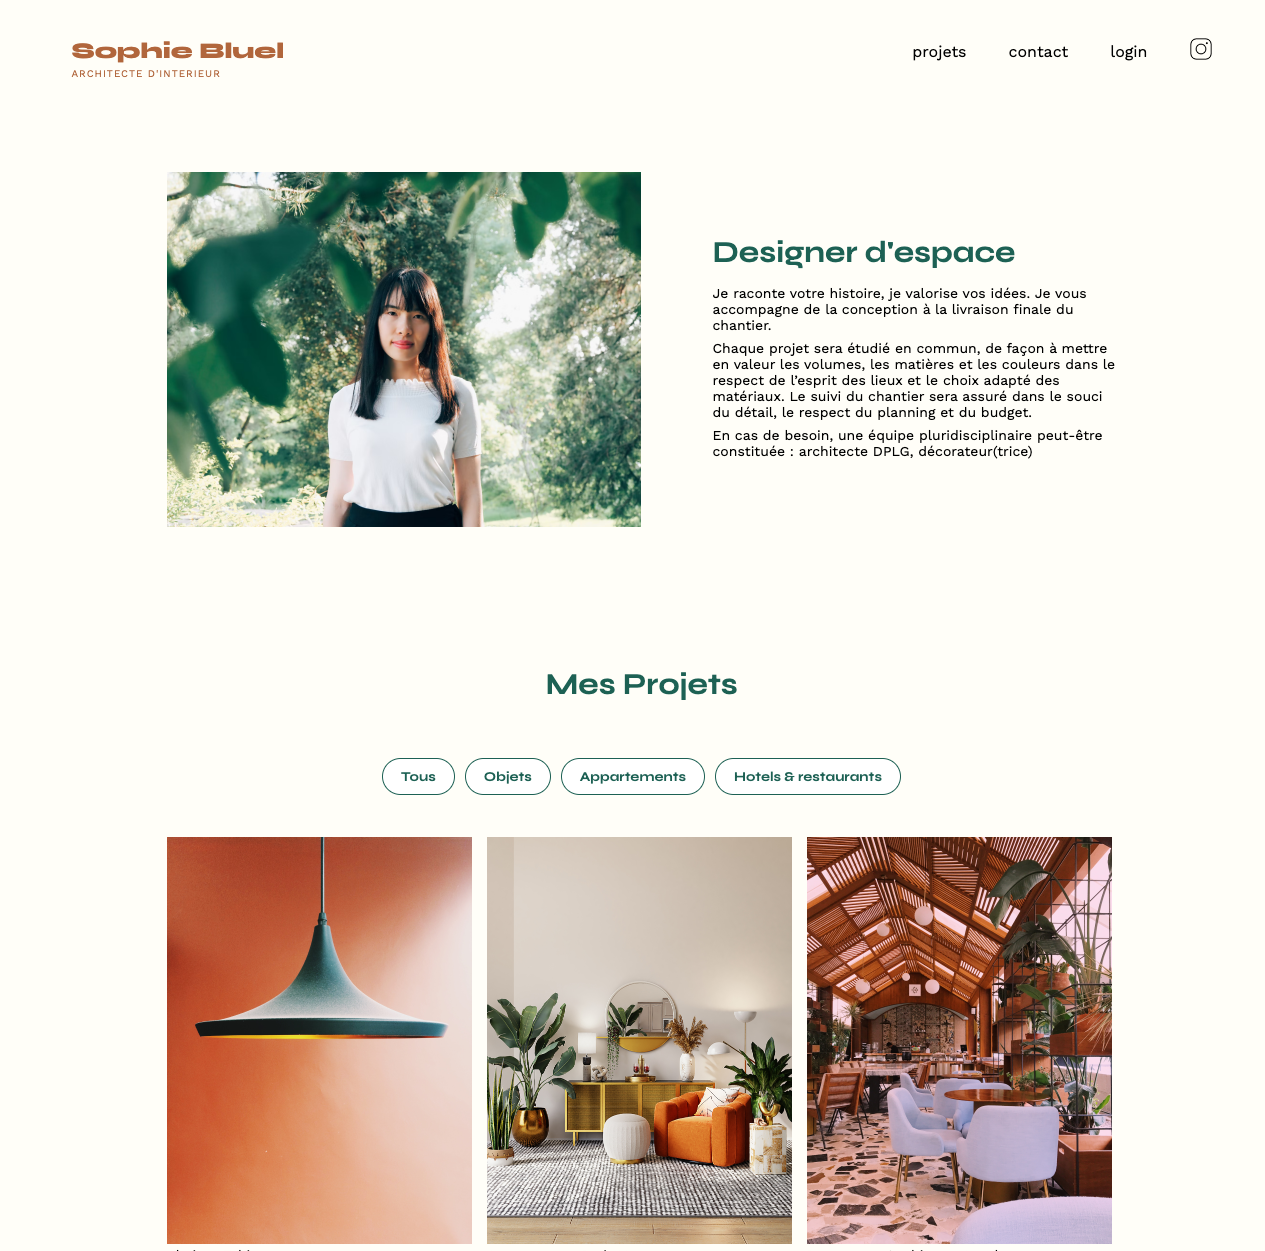 Sophie Bluel
ARCHITECTE D'INTERIEUR
projets
contact
login
Designer d'espace
Je raconte votre histoire, je valorise vos idées. Je vous
accompagne de la conception à la livraison finale du
chantier.
Chaque projet sera étudié en commun, de façon à mettre
en valeur les volumes, les matières et les couleurs dans le
respect de l’esprit des lieux et le choix adapté des
matériaux. Le suivi du chantier sera assuré dans le souci
du détail, le respect du planning et du budget.
En cas de besoin, une équipe pluridisciplinaire peut-être
constituée : architecte DPLG, décorateur(trice)
Mes Projets
Tous
Objets
Appartements
Hotels & restaurants